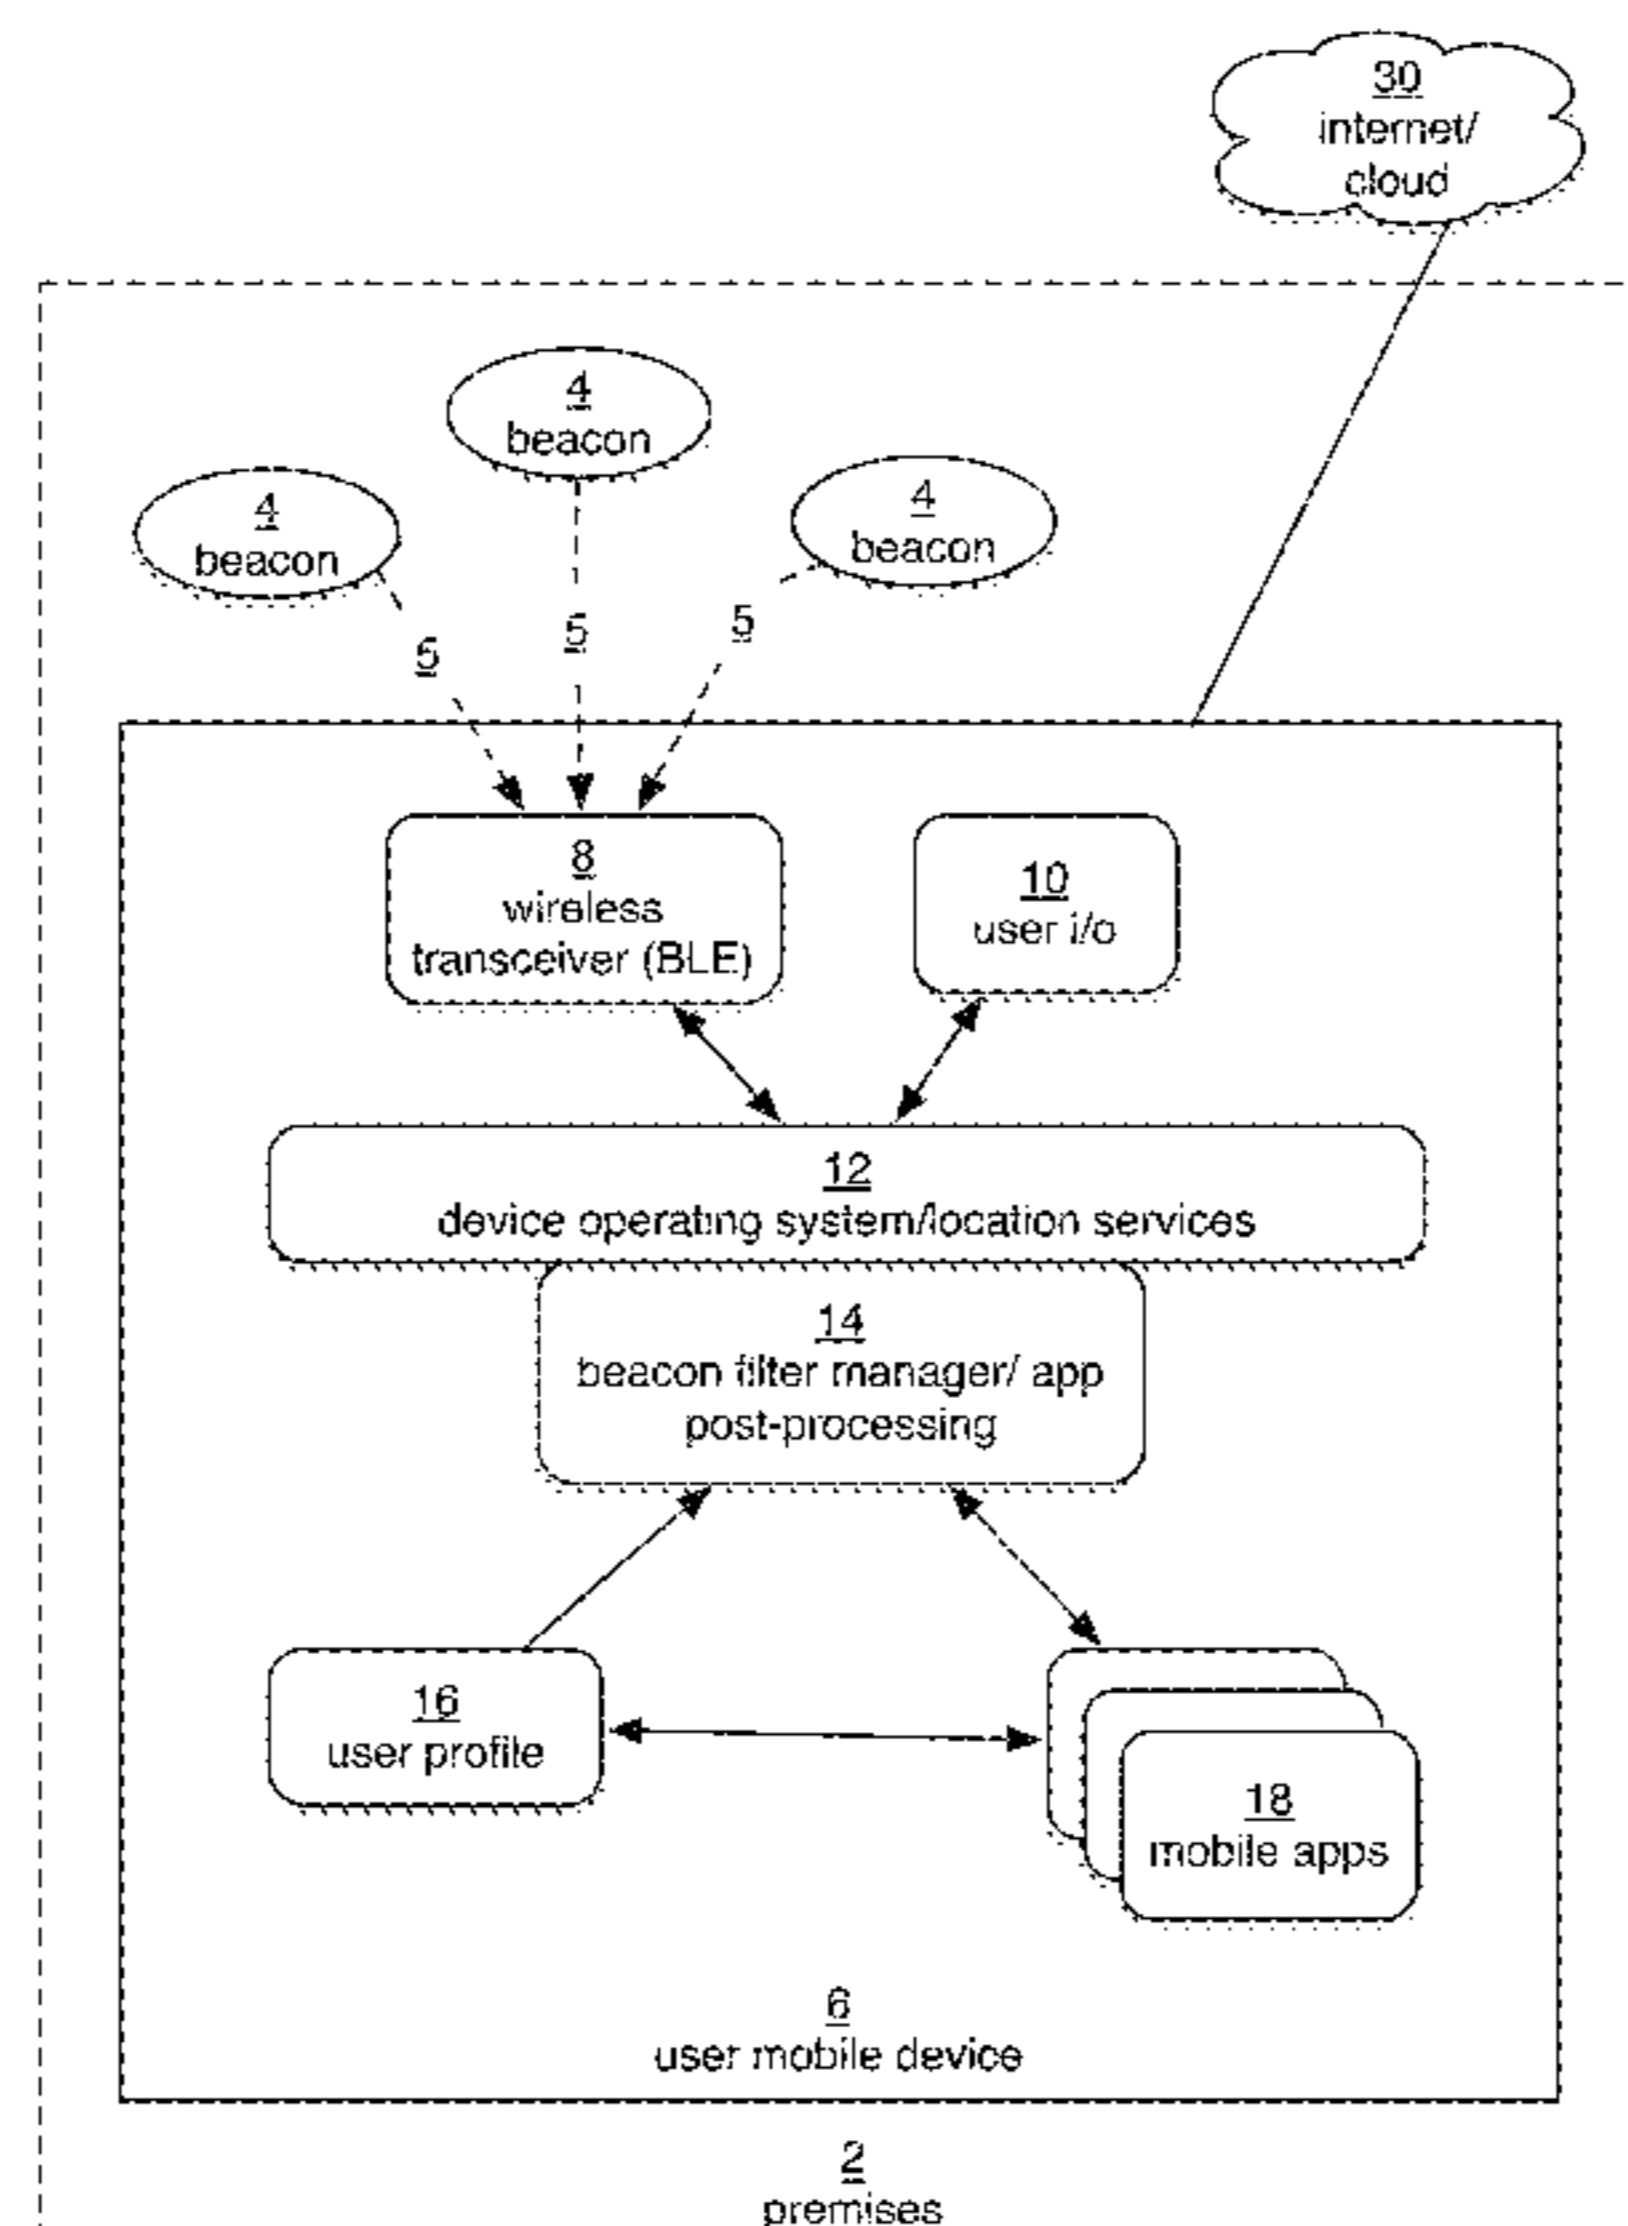 30
internet/
cloud
4
beacon
4
beacon
4
beacon
5
5
5
8
wireless
transceiver (BLE)
10
user i/o
12
device operating system/location services
14
beacon filter manager/ app
post-processing
16
user profile
18
mobile apps
6
user mobile device
2
premises